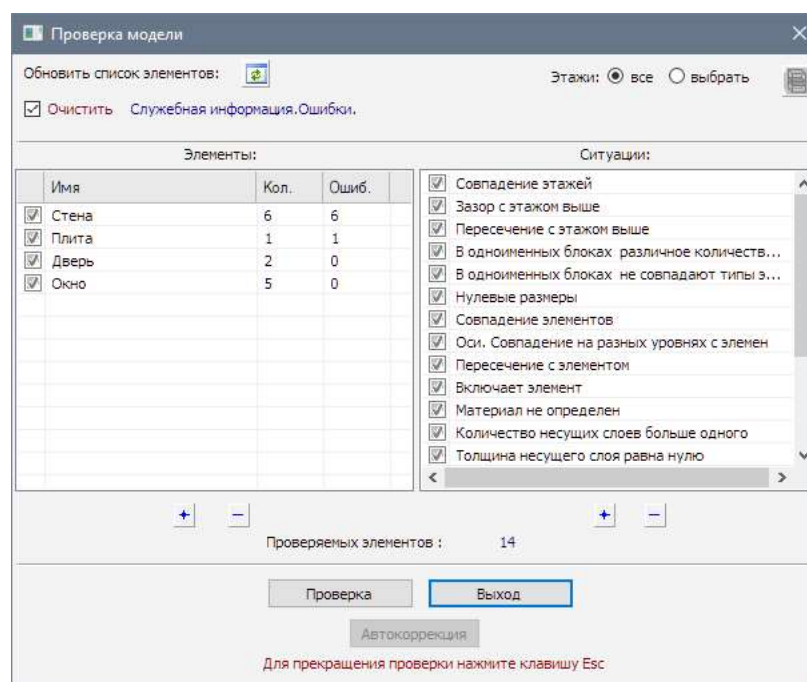 Проверка модели
Обновить список элементов:
Этажи: все выбрать
Очистить Служебная информация.Ошибки.
Элементы:
Имя Кол. Ошиб.
Стена 6 6
Плита 1 1
Дверь 2 0
Окно 5 0
Ситуации:
Совпадение этажей
Зазор с этажом выше
Пересечение с этажом выше
В одноименных блоках различное количеств...
В одноименных блоках не совпадают типы э...
Нулевые размеры
Совпадение элементов
Оси. Совпадение на разных уровнях с элемен
Пересечение с элементом
Включает элемент
Материал не определен
Количество несущих слоев больше одного
Толщина несущего слоя равна нулю
Проверяемых элементов : 14
Проверка Выход
Автокоррекция
Для прекращения проверки нажмите клавишу Esc